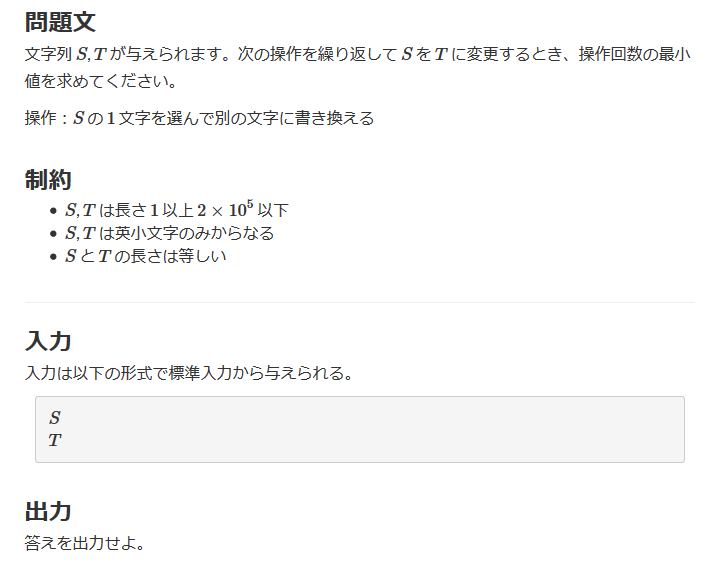 問題文
文字列 S,T が与えられます。次の操作を繰り返して S を T に変更するとき、操作回数の最小
値を求めてください。
操作：S の 1 文字を選んで別の文字に書き換える
制約
• S,T は長さ 1 以上 2 × 10⁵ 以下
• S,T は英小文字のみからなる
• S と T の長さは等しい
入力
入力は以下の形式で標準入力から与えられる。
S
T
出力
答えを出力せよ。